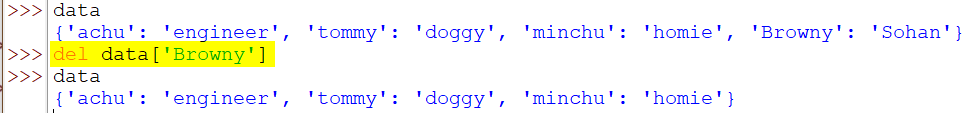 >>> data
{'achu': 'engineer', 'tommy': 'doggy', 'minchu': 'homie', 'Browny': 'Sohan'}
>>> del data['Browny']
>>> data
{'achu': 'engineer', 'tommy': 'doggy', 'minchu': 'homie'}